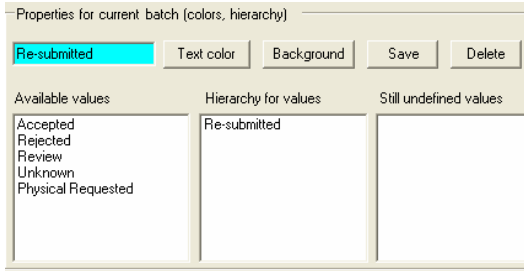 Properties for current batch (colors, hierarchy)
Re-submitted Text color Background Save Delete
Available values Hierarchy for values Still undefined values
Accepted Re-submitted
Rejected
Review
Unknown
Physical Requested